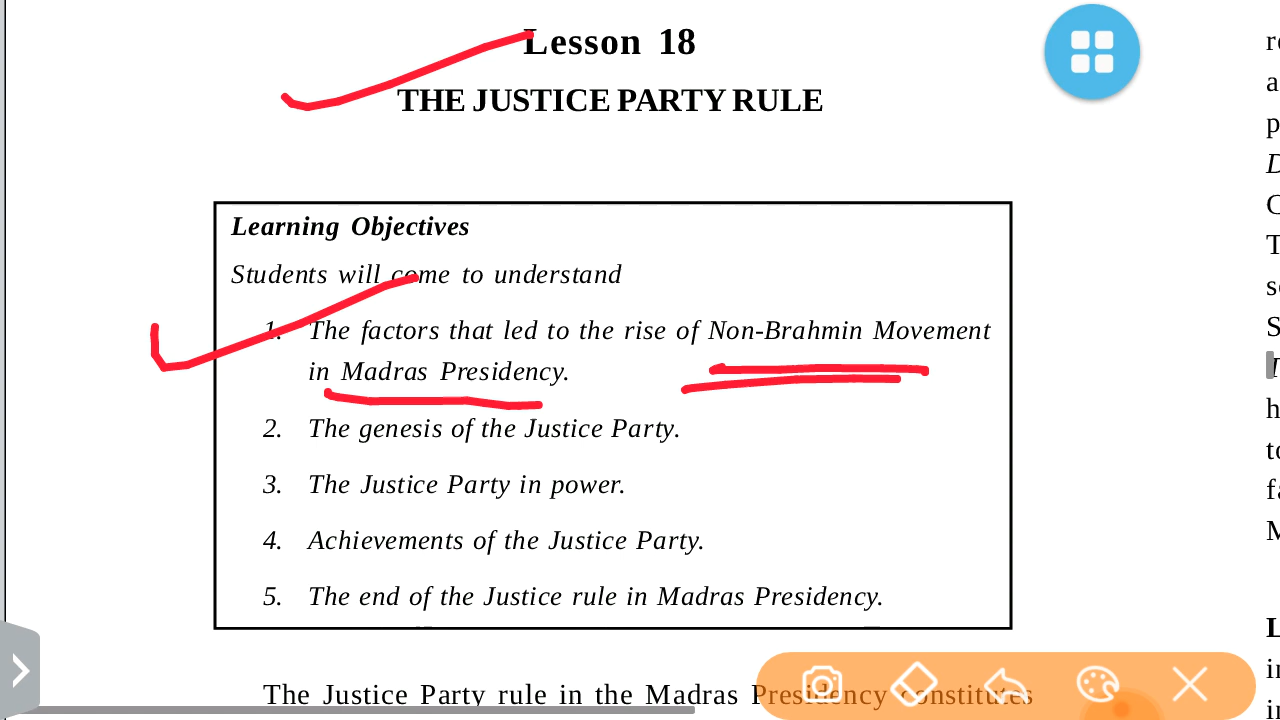 Lesson 18
THE JUSTICE PARTY RULE
Learning Objectives
Students will come to understand
1. The factors that led to the rise of Non-Brahmin Movement
in Madras Presidency.
2. The genesis of the Justice Party.
3. The Justice Party in power.
4. Achievements of the Justice Party.
5. The end of the Justice rule in Madras Presidency.
The Justice Party rule in the Madras Presidency constitutes